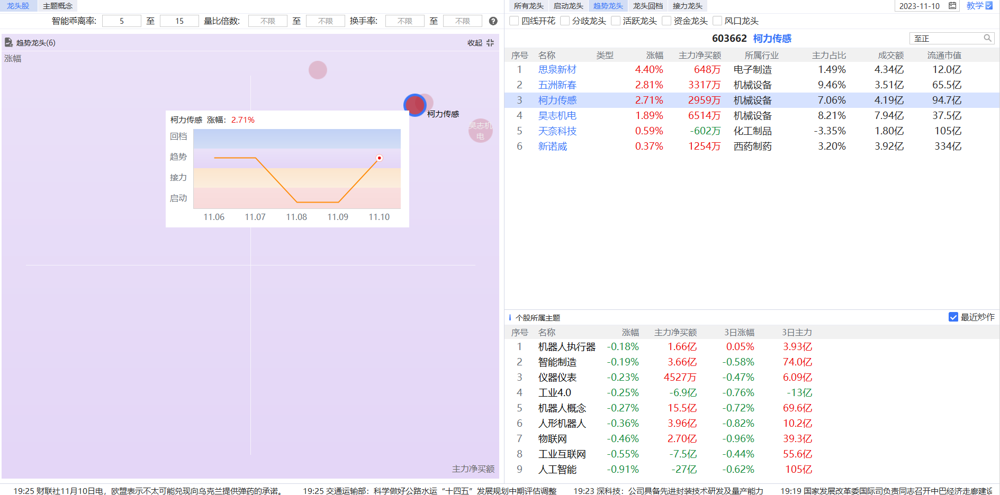 龙头股 主题概念
智能乖离率: 5 至 15 量比倍数: 不限 至 不限 换手率: 不限 至 不限
趋势龙头(6) 收起
涨幅
柯力传感
昊志机
电
柯力传感 涨幅: 2.71%
回档
趋势
接力
启动
11.06 11.07 11.08 11.09 11.10
主力净买额
所有龙头 启动龙头 趋势龙头 龙头回档 接力龙头 2023-11-10 教学
四线开花 分歧龙头 活跃龙头 资金龙头 风口龙头
603662 柯力传感 至正
序号 名称 类型 涨幅 主力净买额 所属行业 主力占比 成交额 流通市值
1 思泉新材 4.40% 648万 电子制造 1.49% 4.34亿 12.0亿
2 五洲新春 2.81% 3317万 机械设备 9.46% 3.51亿 65.5亿
3 柯力传感 2.71% 2959万 机械设备 7.06% 4.19亿 94.7亿
4 昊志机电 1.89% 6514万 机械设备 8.21% 7.94亿 37.5亿
5 天奈科技 0.59% -602万 化工制品 -3.35% 1.80亿 105亿
6 新诺威 0.37% 1254万 西药制药 3.20% 3.92亿 334亿
个股所属主题 最近炒作
序号 名称 涨幅 主力净买额 3日涨幅 3日主力
1 机器人执行器 -0.18% 1.66亿 0.05% 3.93亿
2 智能制造 -0.19% 3.66亿 -0.58% 74.0亿
3 仪器仪表 -0.23% 4527万 -0.47% 6.09亿
4 工业4.0 -0.25% -6.9亿 -0.76% -13亿
5 机器人概念 -0.27% 15.5亿 -0.72% 69.6亿
6 人形机器人 -0.36% 3.96亿 -0.82% 10.2亿
7 物联网 -0.46% 2.70亿 -0.96% 39.3亿
8 工业互联网 -0.55% -7.5亿 -0.44% 55.6亿
9 人工智能 -0.91% -27亿 -0.62% 105亿
19:25 财联社11月10日电，欧盟表示不太可能兑现向乌克兰提供弹药的承诺。 19:25 交通运输部：科学做好公路水运“十四五”发展规划中期评估调整 19:23 深科技：公司具备先进封装技术研发及量产能力 19:19 国家发展改革委国际司负责同志召开中巴经济走廊建设